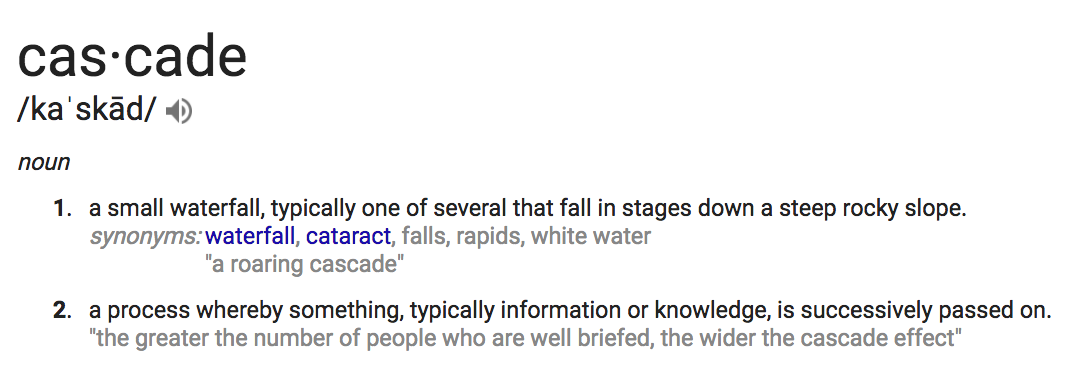 cas·cade
/kaˈskād/
noun
1. a small waterfall, typically one of several that fall in stages down a steep rocky slope.
synonyms: waterfall, cataract, falls, rapids, white water
"a roaring cascade"
2. a process whereby something, typically information or knowledge, is successively passed on.
"the greater the number of people who are well briefed, the wider the cascade effect"